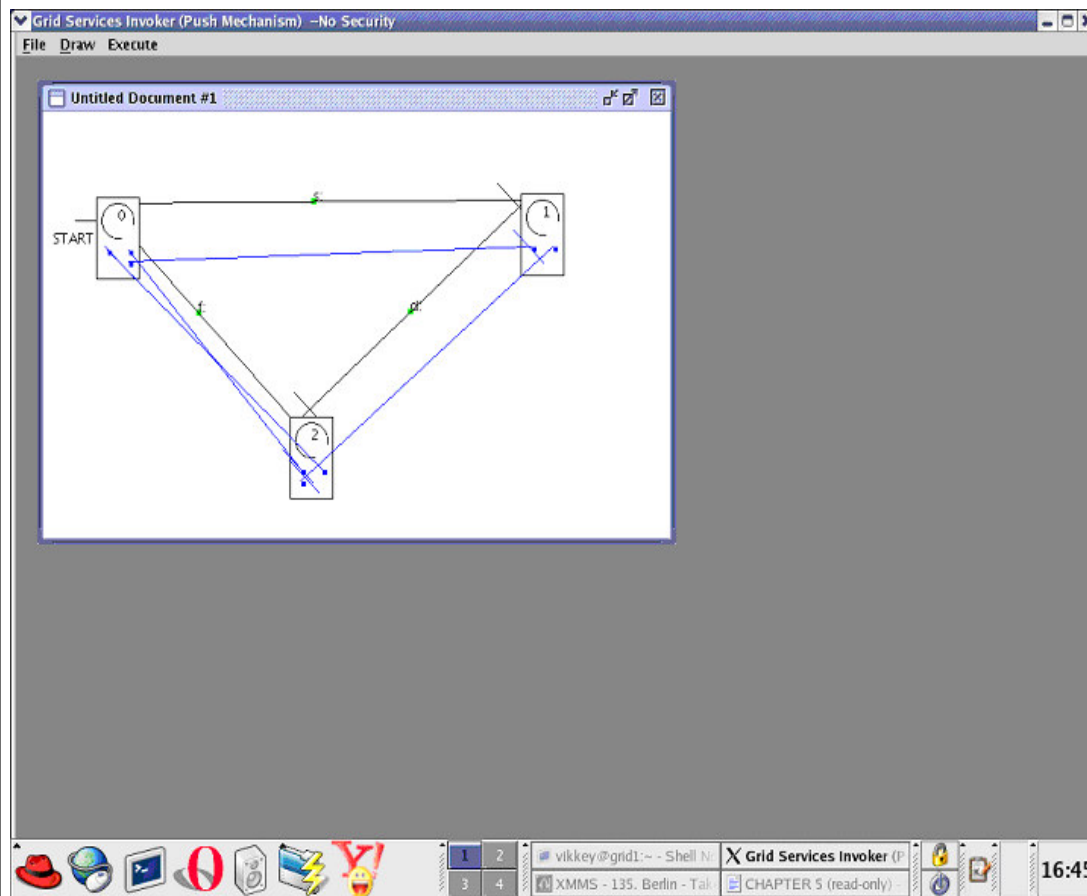 Grid Services Invoker (Push Mechanism) -No Security
File Draw Execute
Untitled Document #1
s:
0
1
START
f:
d:
2
1 2
vikkey@grid1:~ - Shell
Grid Services Invoker (P
3 4
XMMS - 135. Berlin - Tak
CHAPTER 5 (read-only)
16:45